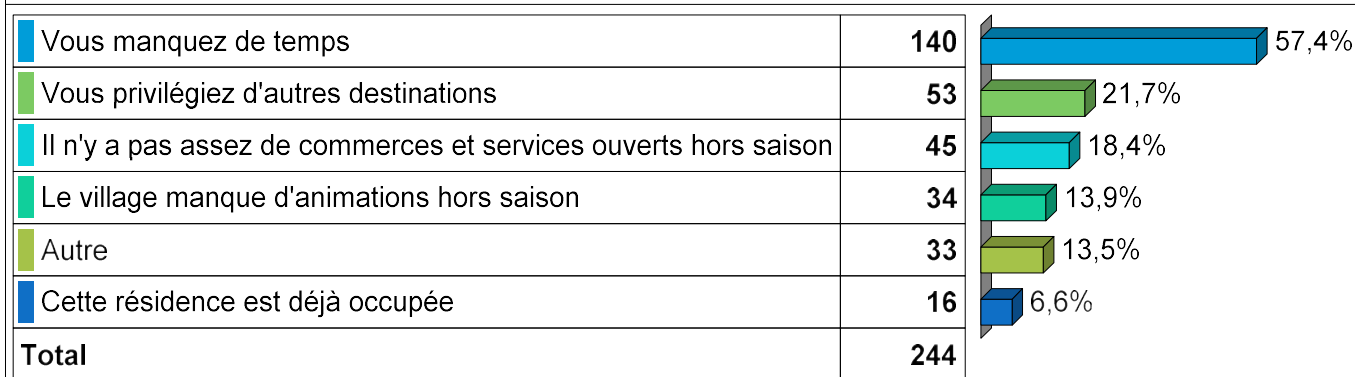 Vous manquez de temps 140 57,4%
Vous privilégiez d'autres destinations 53 21,7%
Il n'y a pas assez de commerces et services ouverts hors saison 45 18,4%
Le village manque d'animations hors saison 34 13,9%
Autre 33 13,5%
Cette résidence est déjà occupée 16 6,6%
Total 244